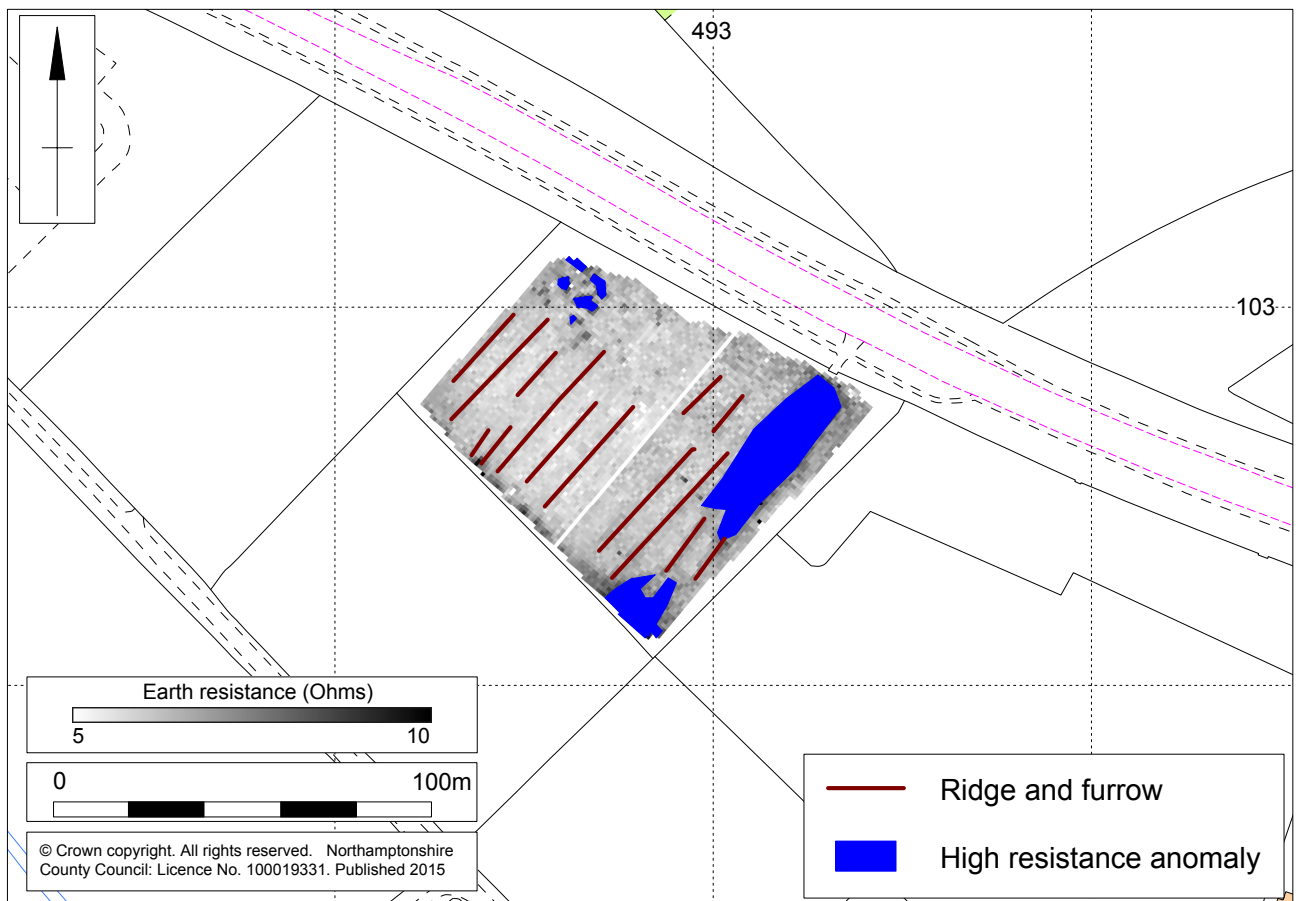 493
103
Earth resistance (Ohms)
5 10
0 100m
© Crown copyright. All rights reserved. Northamptonshire
County Council: Licence No. 100019331. Published 2015
Ridge and furrow
High resistance anomaly